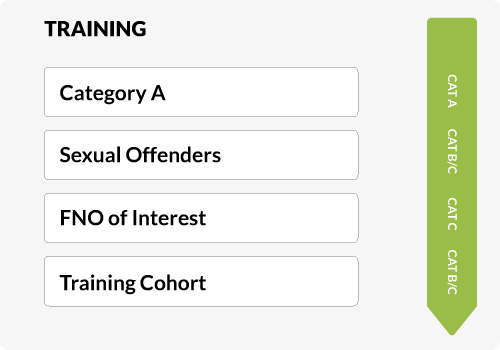 TRAINING
Category A
Sexual Offenders
FNO of Interest
Training Cohort
CAT A
CAT B/C
CAT C
CAT B/C